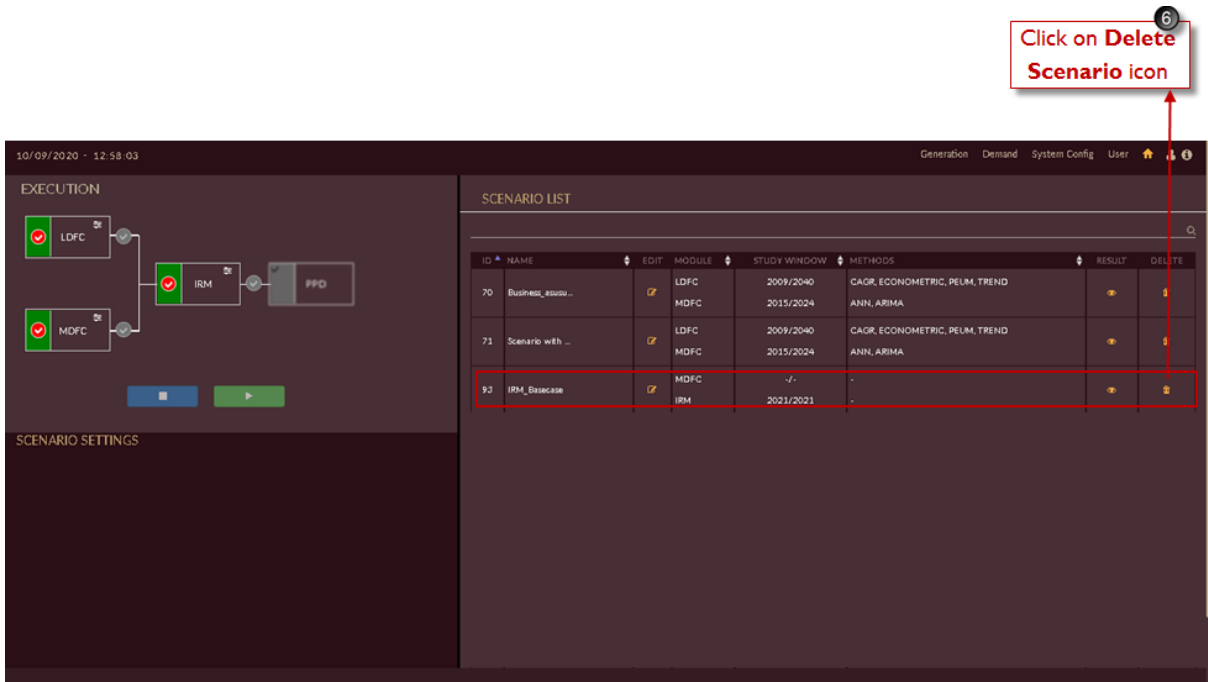 6
Click on Delete
Scenario icon
10/09/2020 - 12:58:03
Generation Demand System Config User
EXECUTION
LDFC
IRM
PPD
MDFC
SCENARIO SETTINGS
SCENARIO LIST
ID NAME EDIT MODULE STUDY WINDOW METHODS RESULT DELETE
70 Business_asusu... LDFC 2009/2040 CAGR, ECONOMETRIC, PEUM, TREND
MDFC 2015/2024 ANN, ARIMA
71 Scenario with ... LDFC 2009/2040 CAGR, ECONOMETRIC, PEUM, TREND
MDFC 2015/2024 ANN, ARIMA
93 IRM_Basecase MDFC -/- -
IRM 2021/2021 -